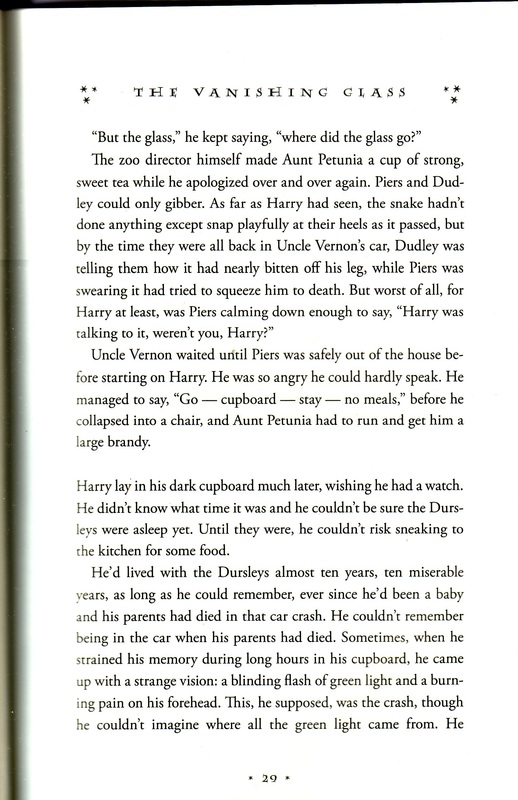 THE VANISHING GLASS
“But the glass,” he kept saying, “where did the glass go?”
The zoo director himself made Aunt Petunia a cup of strong,
sweet tea while he apologized over and over again. Piers and Dud-
ley could only gibber. As far as Harry had seen, the snake hadn’t
done anything except snap playfully at their heels as it passed, but
by the time they were all back in Uncle Vernon’s car, Dudley was
telling them how it had nearly bitten off his leg, while Piers was
swearing it had tried to squeeze him to death. But worst of all, for
Harry at least, was Piers calming down enough to say, “Harry was
talking to it, weren’t you, Harry?”
Uncle Vernon waited until Piers was safely out of the house be-
fore starting on Harry. He was so angry he could hardly speak. He
managed to say, “Go — cupboard — stay — no meals,” before he
collapsed into a chair, and Aunt Petunia had to run and get him a
large brandy.
Harry lay in his dark cupboard much later, wishing he had a watch.
He didn’t know what time it was and he couldn’t be sure the Durs-
leys were asleep yet. Until they were, he couldn’t risk sneaking to
the kitchen for some food.
He’d lived with the Dursleys almost ten years, ten miserable
years, as long as he could remember, ever since he’d been a baby
and his parents had died in that car crash. He couldn’t remember
being in the car when his parents had died. Sometimes, when he
strained his memory during long hours in his cupboard, he came
up with a strange vision: a blinding flash of green light and a burn-
ing pain on his forehead. This, he supposed, was the crash, though
he couldn’t imagine where all the green light came from. He
* 29 *